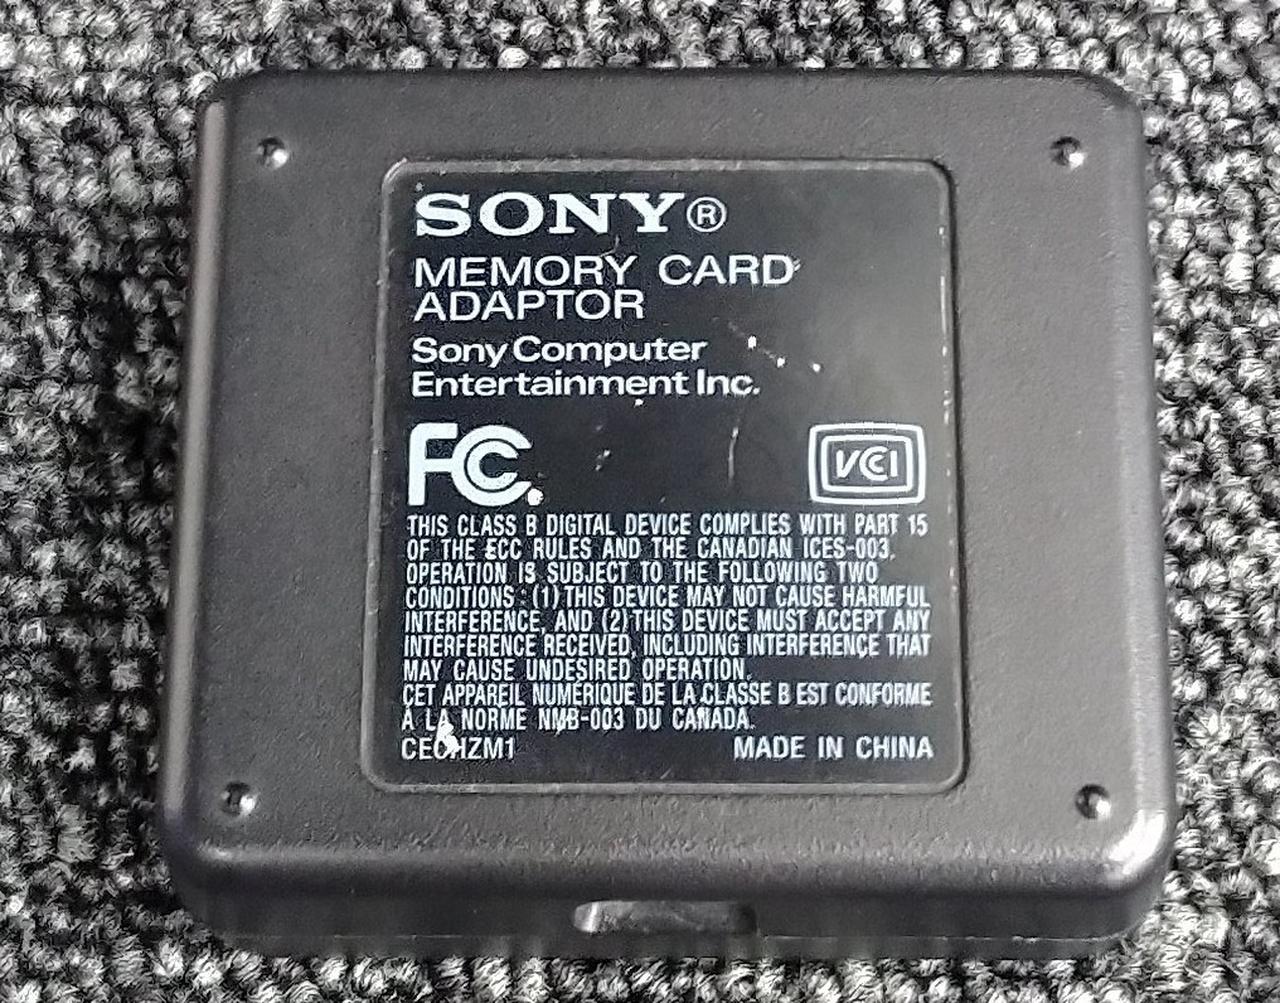 SONY®
MEMORY CARD
ADAPTOR
Sony Computer
Entertainment Inc.
FC
VCI
THIS CLASS B DIGITAL DEVICE COMPLIES WITH PART 15
OF THE FCC RULES AND THE CANADIAN ICES-003.
OPERATION IS SUBJECT TO THE FOLLOWING TWO
CONDITIONS : (1) THIS DEVICE MAY NOT CAUSE HARMFUL
INTERFERENCE, AND (2) THIS DEVICE MUST ACCEPT ANY
INTERFERENCE RECEIVED, INCLUDING INTERFERENCE THAT
MAY CAUSE UNDESIRED OPERATION.
CET APPAREIL NUMÉRIQUE DE LA CLASSE B EST CONFORME
À LA NORME NMB-003 DU CANADA.
CECHZM1 MADE IN CHINA